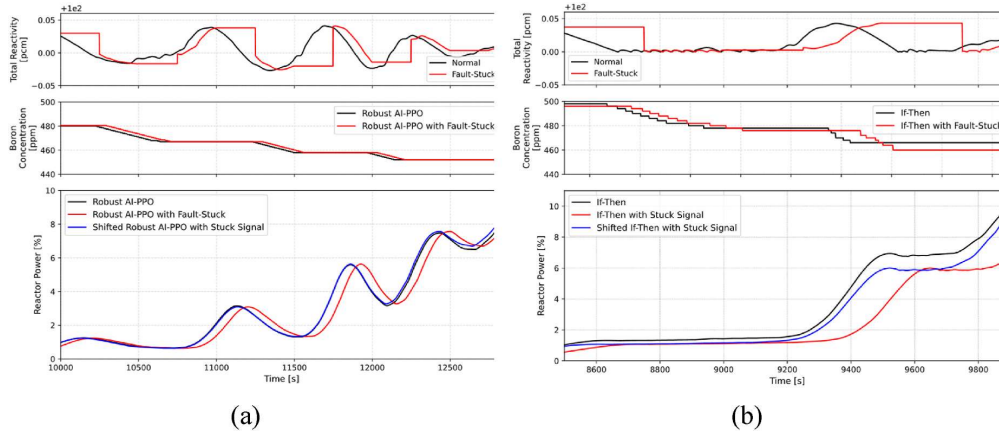 +1e2
Total Reactivity
[pcm]
0.05
0.00
−0.05
Normal
Fault-Stuck
Boron
Concentration
[ppm]
500
480
460
440
Robust AI-PPO
Robust AI-PPO with Fault-Stuck
Reactor Power [%]
10
8
6
4
2
0
Robust AI-PPO
Robust AI-PPO with Fault-Stuck
Shifted Robust AI-PPO with Stuck Signal
10000 10500 11000 11500 12000 12500
Time [s]
(a)
+1e2
Total
Reactivity [pcm]
0.05
0.00
−0.05
Normal
Fault-Stuck
Boron
Concentration
[ppm]
500
480
460
440
If-Then
If-Then with Fault-Stuck
Reactor Power [%]
10
8
6
4
2
0
If-Then
If-Then with Stuck Signal
Shifted If-Then with Stuck Signal
8600 8800 9000 9200 9400 9600 9800
Time [s]
(b)